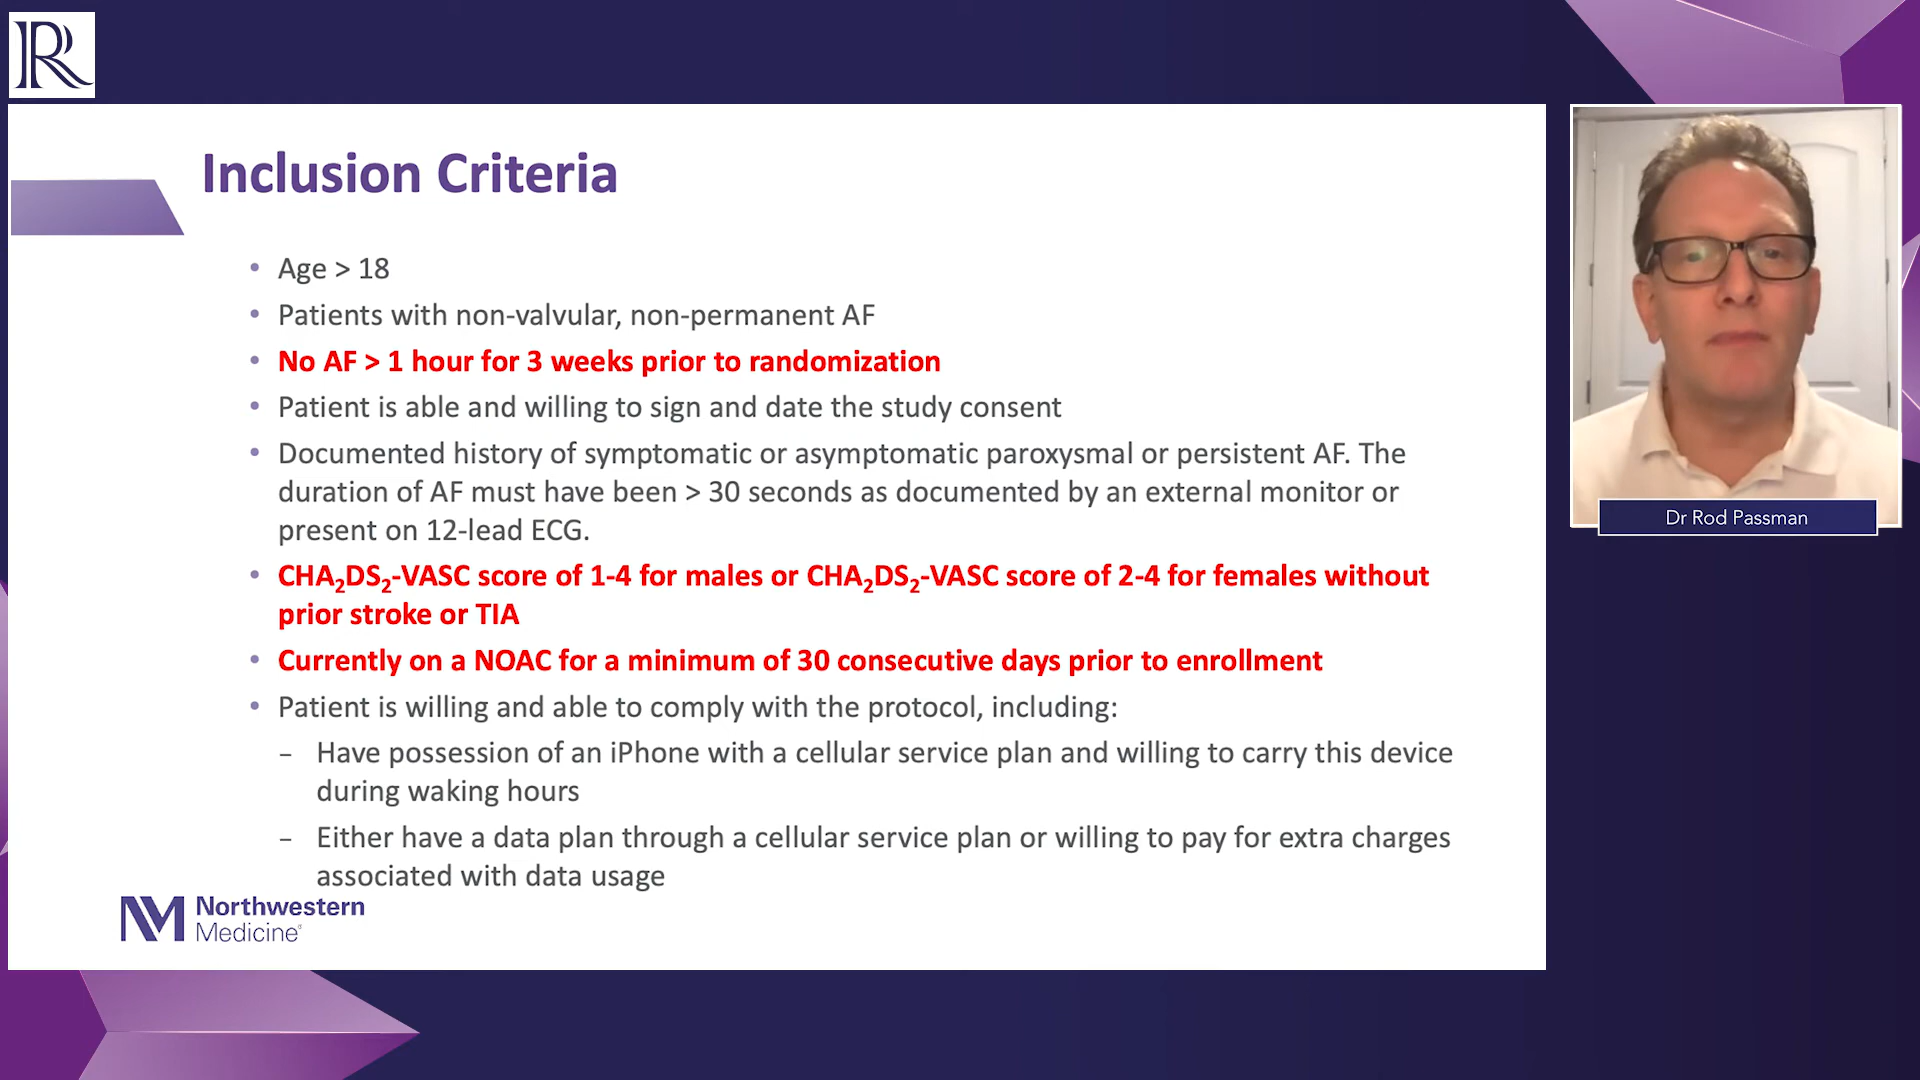 R
Inclusion Criteria
• Age > 18
• Patients with non-valvular, non-permanent AF
• No AF > 1 hour for 3 weeks prior to randomization
• Patient is able and willing to sign and date the study consent
• Documented history of symptomatic or asymptomatic paroxysmal or persistent AF. The
duration of AF must have been > 30 seconds as documented by an external monitor or
present on 12-lead ECG.
• CHA₂DS₂-VASC score of 1-4 for males or CHA₂DS₂-VASC score of 2-4 for females without
prior stroke or TIA
• Currently on a NOAC for a minimum of 30 consecutive days prior to enrollment
• Patient is willing and able to comply with the protocol, including:
– Have possession of an iPhone with a cellular service plan and willing to carry this device
during waking hours
– Either have a data plan through a cellular service plan or willing to pay for extra charges
associated with data usage
NM Northwestern
Medicine®
Dr Rod Passman